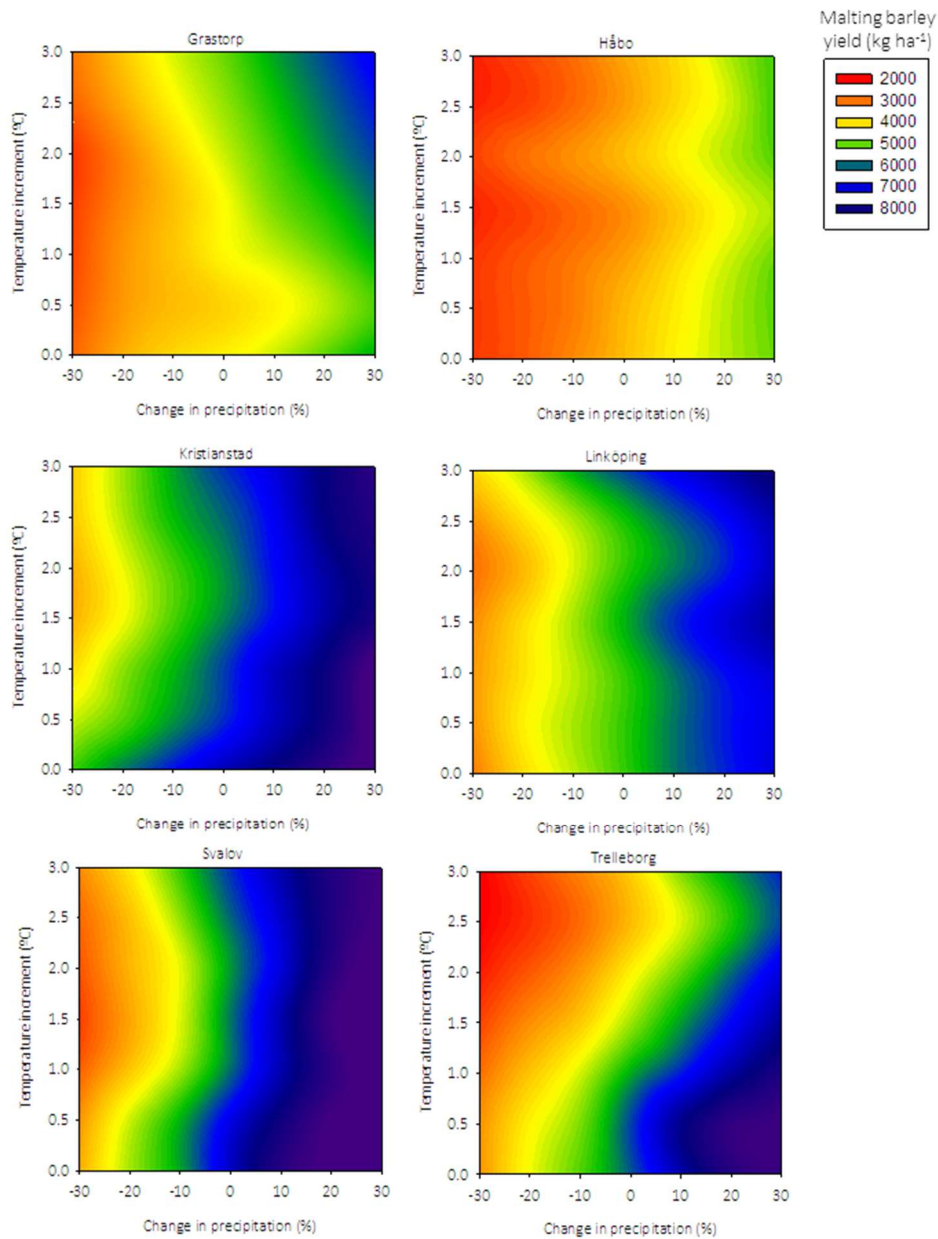 Malting barley
yield (kg ha⁻¹)
2000
3000
4000
5000
6000
7000
8000
Grastorp
Temperature increment (ºC)
3.0
2.5
2.0
1.5
1.0
0.5
0.0
-30 -20 -10 0 10 20 30
Change in precipitation (%)
Håbo
Temperature increment (ºC)
3.0
2.5
2.0
1.5
1.0
0.5
0.0
-30 -20 -10 0 10 20 30
Change in precipitation (%)
Kristianstad
Temperature increment (ºC)
3.0
2.5
2.0
1.5
1.0
0.5
0.0
-30 -20 -10 0 10 20 30
Change in precipitation (%)
Linköping
Temperature increment (ºC)
3.0
2.5
2.0
1.5
1.0
0.5
0.0
-30 -20 -10 0 10 20 30
Change in precipitation (%)
Svalov
Temperature increment (ºC)
3.0
2.5
2.0
1.5
1.0
0.5
0.0
-30 -20 -10 0 10 20 30
Change in precipitation (%)
Trelleborg
Temperature increment (ºC)
3.0
2.5
2.0
1.5
1.0
0.5
0.0
-30 -20 -10 0 10 20 30
Change in precipitation (%)